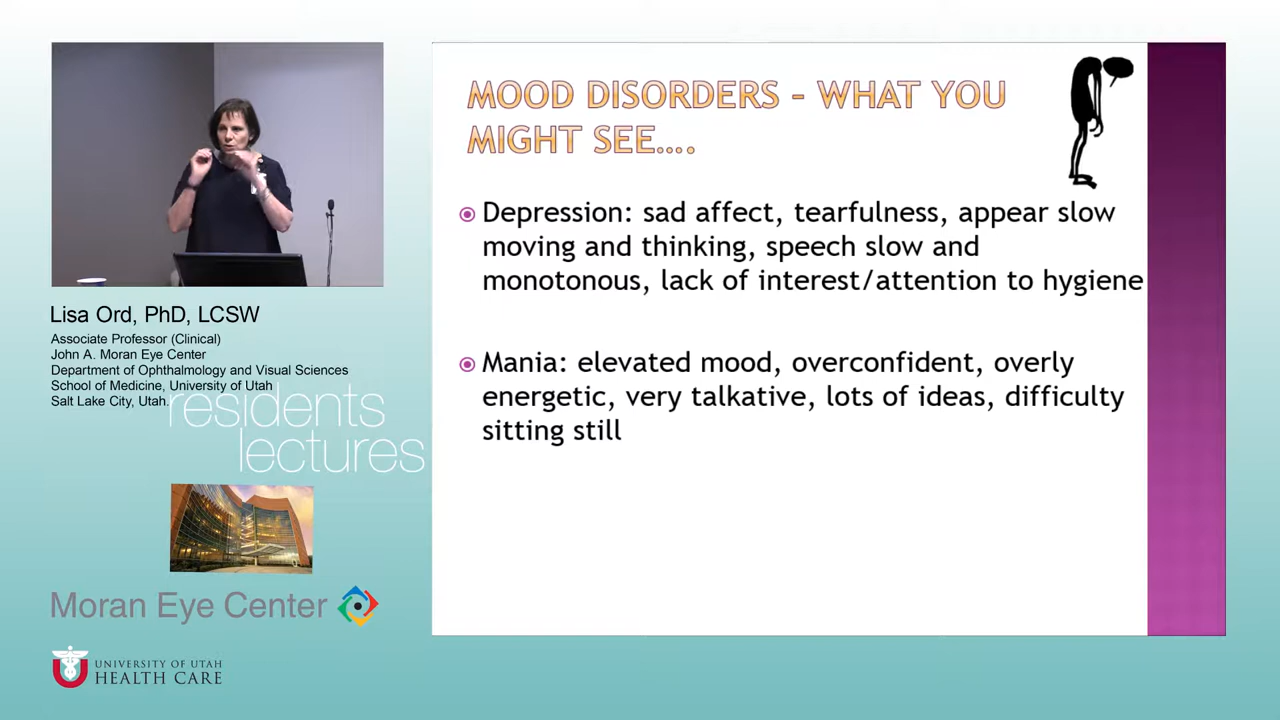 MOOD DISORDERS – WHAT YOU
MIGHT SEE….
Depression: sad affect, tearfulness, appear slow
moving and thinking, speech slow and
monotonous, lack of interest/attention to hygiene
Mania: elevated mood, overconfident, overly
energetic, very talkative, lots of ideas, difficulty
sitting still
Lisa Ord, PhD, LCSW
Associate Professor (Clinical)
John A. Moran Eye Center
Department of Ophthalmology and Visual Sciences
School of Medicine, University of Utah
Salt Lake City, Utah.
residents
lectures
Moran Eye Center
UNIVERSITY OF UTAH
HEALTH CARE